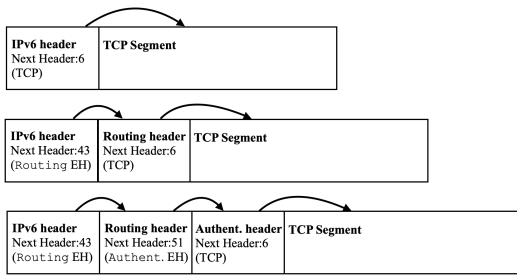 IPv6 header TCP Segment
Next Header:6
(TCP)
IPv6 header Routing header TCP Segment
Next Header:43 Next Header:6
(Routing EH) (TCP)
IPv6 header Routing header Authent. header TCP Segment
Next Header:43 Next Header:51 Next Header:6
(Routing EH) (Authent. EH) (TCP)